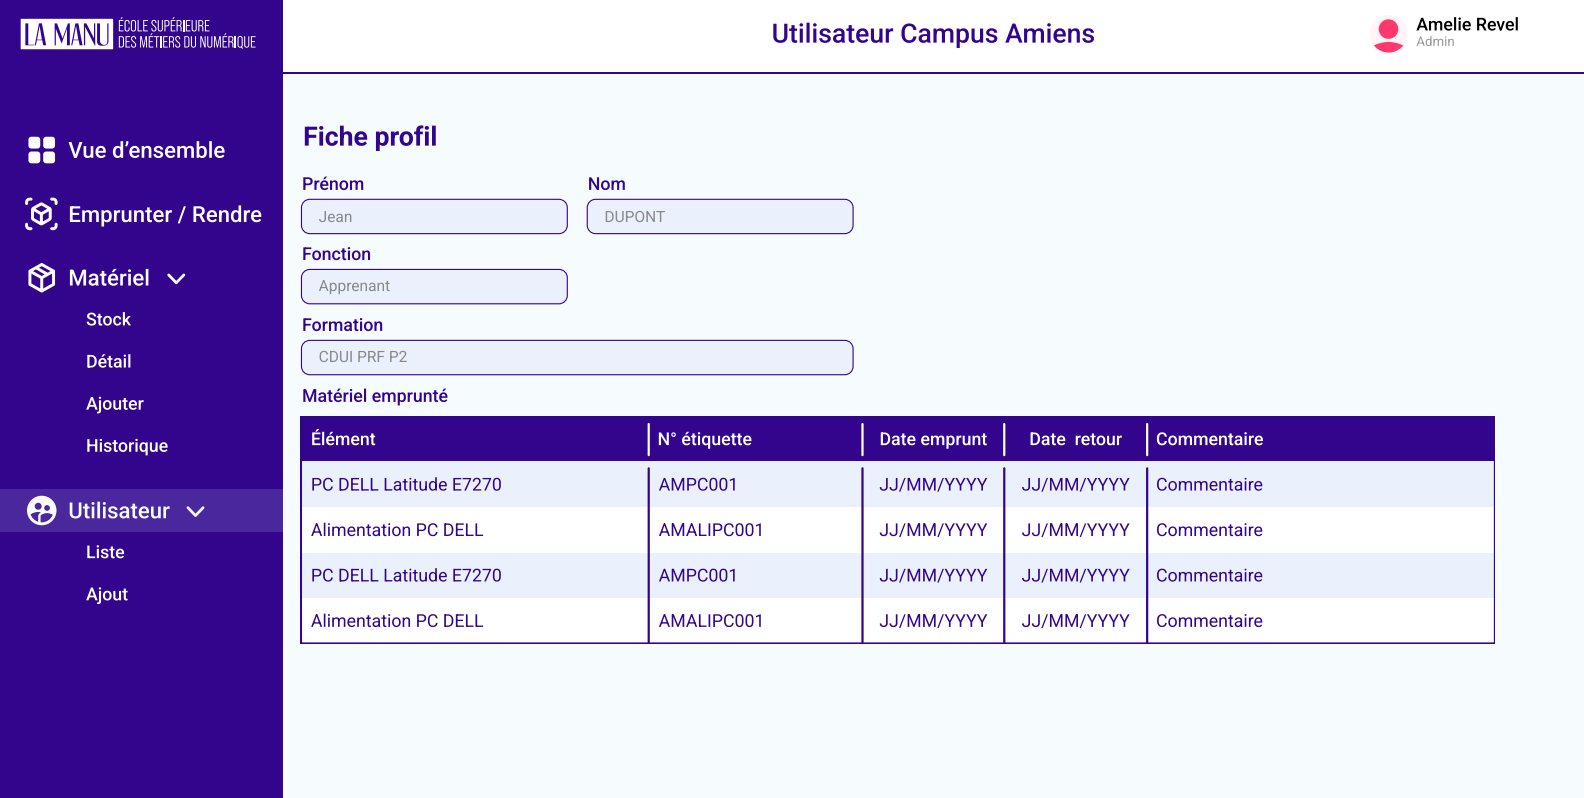 LA MANU
ÉCOLE SUPÉRIEURE
DES MÉTIERS DU NUMÉRIQUE
Utilisateur Campus Amiens
Amelie Revel
Admin
Vue d’ensemble
Emprunter / Rendre
Matériel
Stock
Détail
Ajouter
Historique
Utilisateur
Liste
Ajout
Fiche profil
Prénom Nom
Jean DUPONT
Fonction
Apprenant
Formation
CDUI PRF P2
Matériel emprunté
Élément N° étiquette Date emprunt Date retour Commentaire
PC DELL Latitude E7270 AMPC001 JJ/MM/YYYY JJ/MM/YYYY Commentaire
Alimentation PC DELL AMALIPC001 JJ/MM/YYYY JJ/MM/YYYY Commentaire
PC DELL Latitude E7270 AMPC001 JJ/MM/YYYY JJ/MM/YYYY Commentaire
Alimentation PC DELL AMALIPC001 JJ/MM/YYYY JJ/MM/YYYY Commentaire